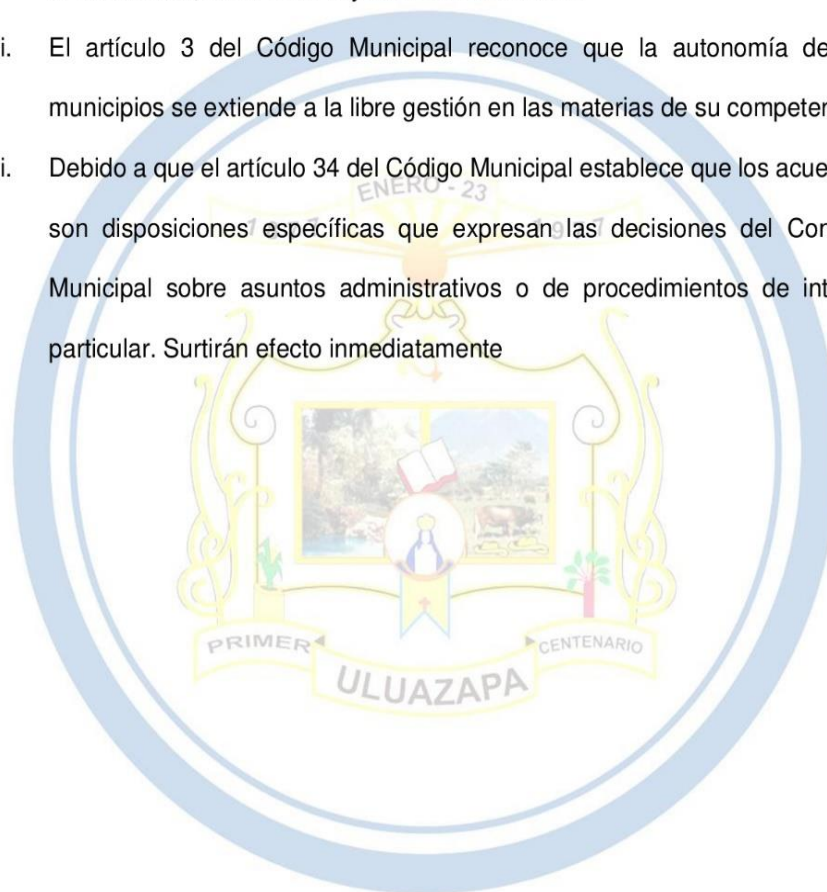 i. El artículo 3 del Código Municipal reconoce que la autonomía de
municipios se extiende a la libre gestión en las materias de su competen
i. Debido a que el artículo 34 del Código Municipal establece que los acue
ENERO - 23
son disposiciones específicas que expresan las decisiones del Con
Municipal sobre asuntos administrativos o de procedimientos de int
particular. Surtirán efecto inmediatamente
PRIMER CENTENARIO
ULUAZAPA